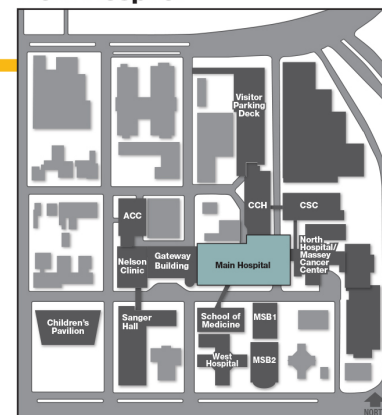 Visitor
Parking
Deck
CCH
CSC
ACC
North
Hospital/
Massey
Cancer
Center
Nelson
Clinic
Gateway
Building
Main Hospital
Children's
Pavilion
Sanger
Hall
School of
Medicine
MSB1
West
Hospital
MSB2
NORTH